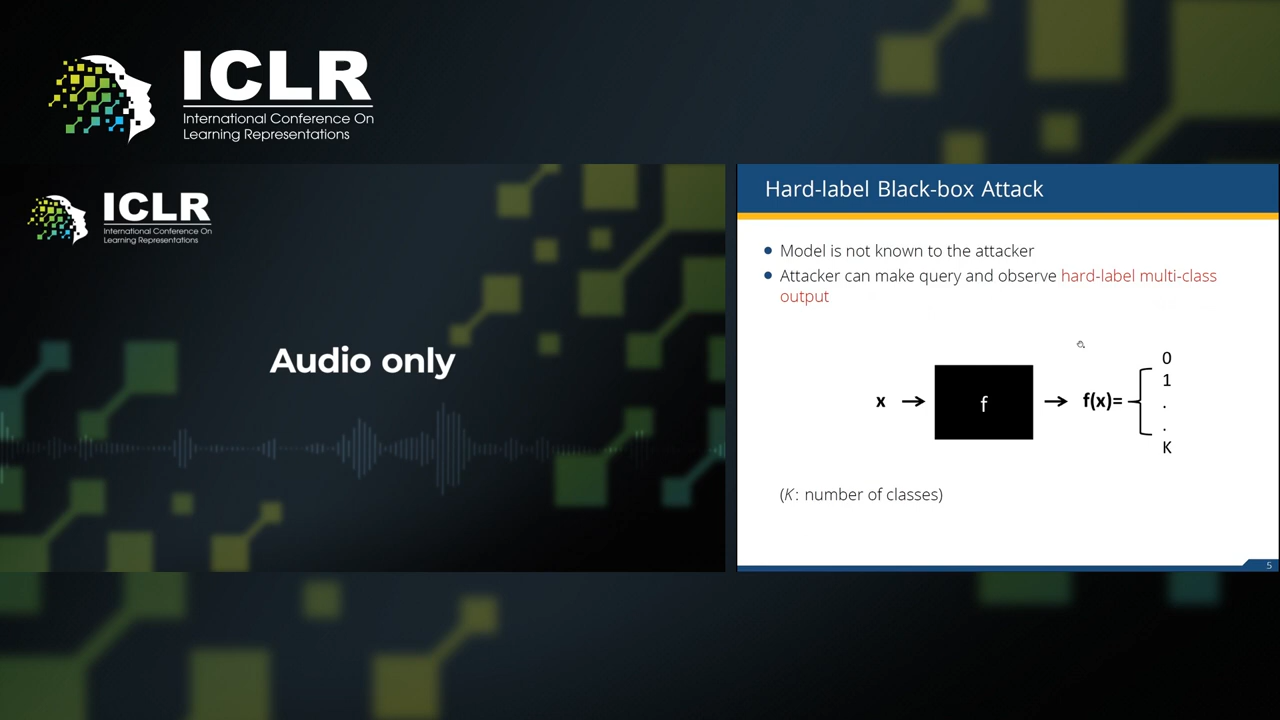 ICLR
International Conference On
Learning Representations
ICLR
International Conference On
Learning Representations
Audio only
Hard-label Black-box Attack
Model is not known to the attacker
Attacker can make query and observe hard-label multi-class
output
x → f → f(x)=
0
1
.
.
K
(K: number of classes)
5